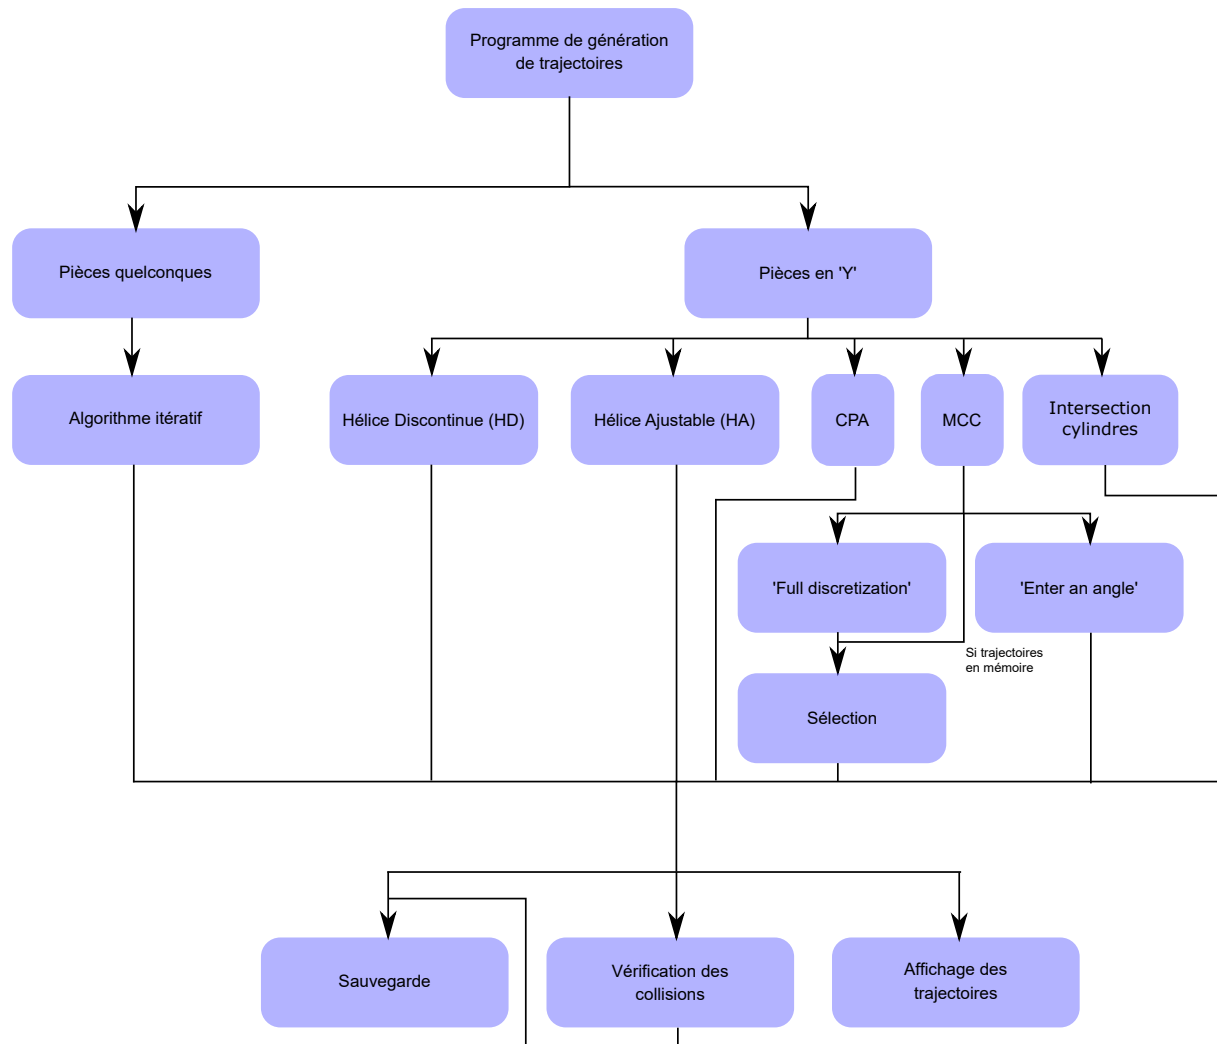 Programme de génération
de trajectoires
Pièces quelconques
Pièces en 'Y'
Algorithme itératif
Hélice Discontinue (HD)
Hélice Ajustable (HA)
CPA
MCC
Intersection
cylindres
'Full discretization'
'Enter an angle'
Si trajectoires
en mémoire
Sélection
Sauvegarde
Vérification des
collisions
Affichage des
trajectoires